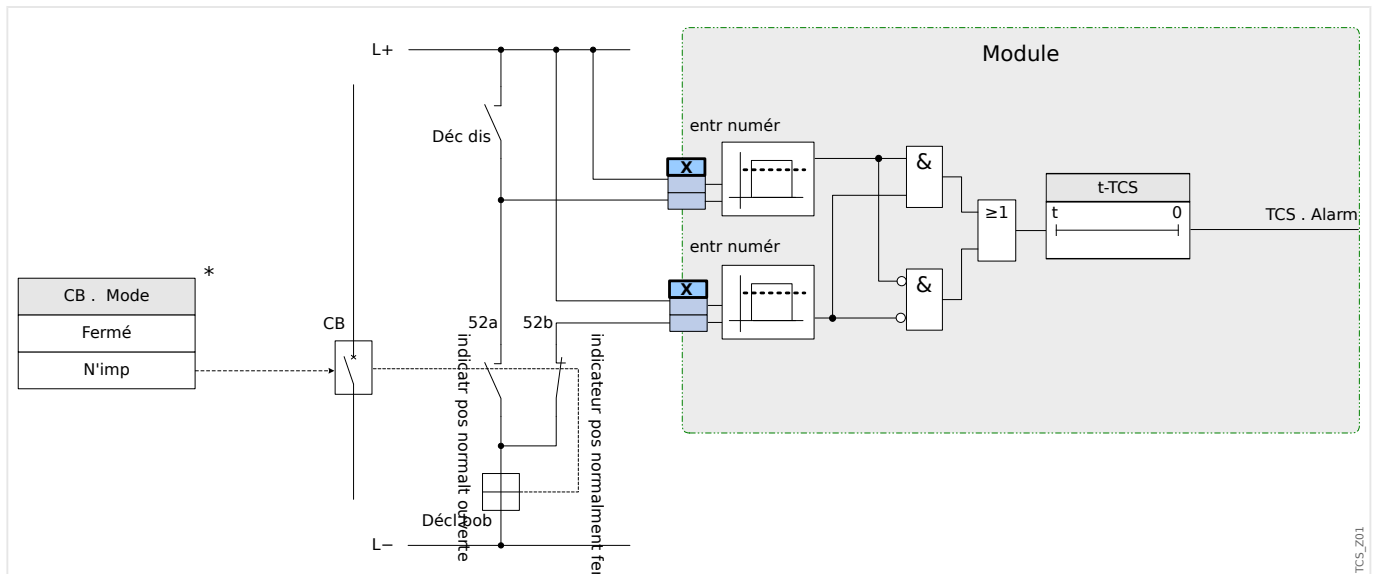 L+
Module
Déc dis
entr numér
X
&
t-TCS
t
0
≥1
TCS . Alarm
entr numér
*
X
&
CB . Mode
Fermé
N'imp
CB
52a
52b
indicatr pos normalt ouverte
indicateur pos normalment fer
Décl bob
L−
TCS_Z01